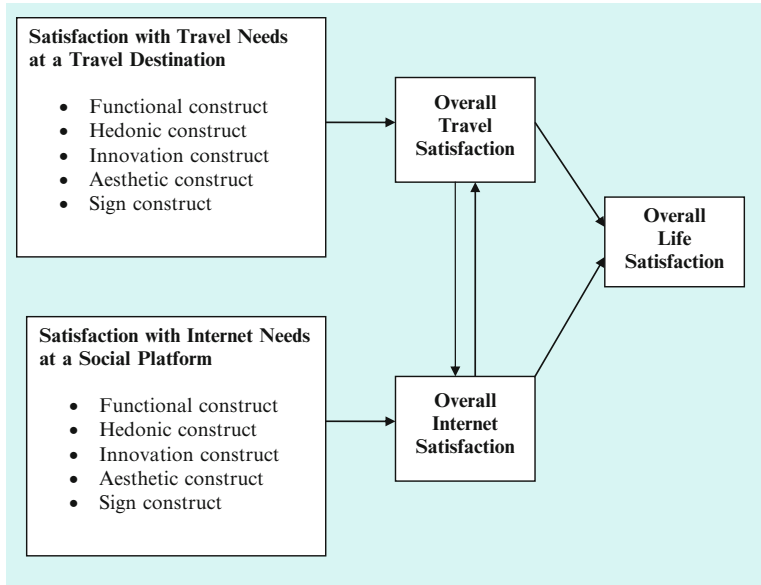 Satisfaction with Travel Needs
at a Travel Destination
• Functional construct
• Hedonic construct
• Innovation construct
• Aesthetic construct
• Sign construct
Overall
Travel
Satisfaction
Overall
Life
Satisfaction
Satisfaction with Internet Needs
at a Social Platform
• Functional construct
• Hedonic construct
• Innovation construct
• Aesthetic construct
• Sign construct
Overall
Internet
Satisfaction